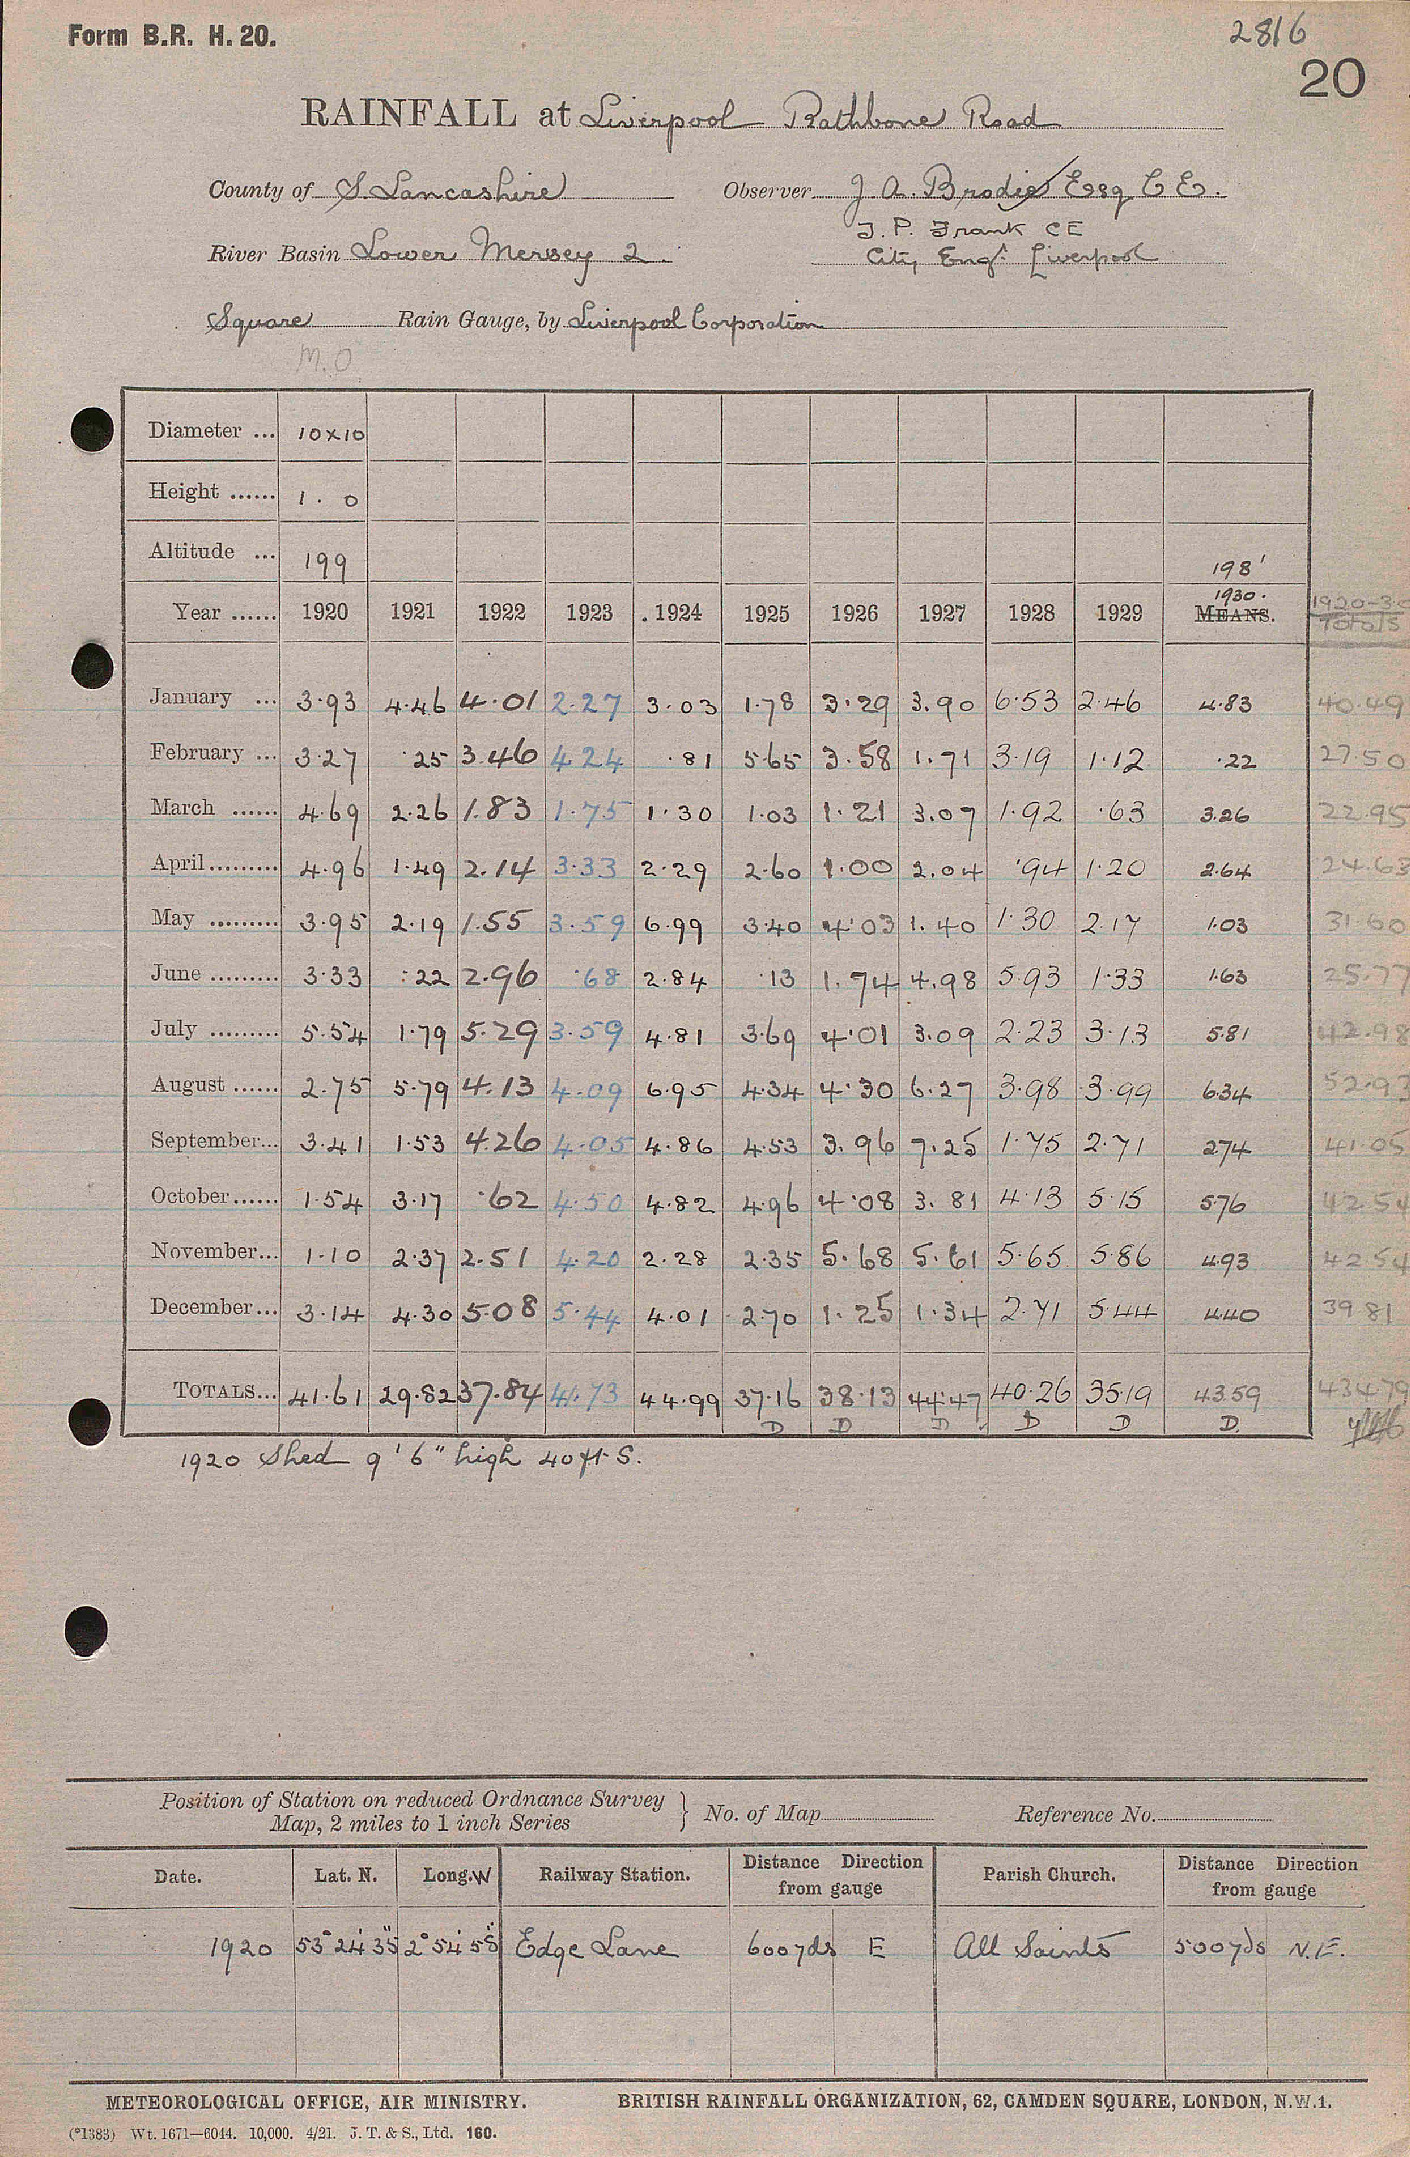 Form B.R. H. 20.
2816
20
RAINFALL at Liverpool Rathbone Road
County of S. Lancashire Observer J A. Brodie Esq C E.
J. P. Frank CE
River Basin Lower Mersey 2 City Engr. Liverpool
Square Rain Gauge, by Liverpool Corporation
M.O
Diameter ... 10x10
Height ...... 1 . 0
Altitude ... 199 198'
1930.
Year ...... 1920 1921 1922 1923 1924 1925 1926 1927 1928 1929 MEANS. 1920-30 Totals
January ... 3.93 4.46 4.01 2.27 3.03 1.78 3.29 3.90 6.53 2.46 4.83 40.49
February ... 3.27 .25 3.46 4.24 .81 5.65 3.58 1.71 3.19 1.12 .22 27.50
March ...... 4.69 2.26 1.83 1.75 1.30 1.03 1.21 3.07 1.92 .63 3.26 22.95
April ......... 4.96 1.49 2.14 3.33 2.29 2.60 1.00 2.04 .94 1.20 2.64 24.63
May ......... 3.95 2.19 1.55 3.59 6.99 3.40 4.03 1.40 1.30 2.17 1.03 31.60
June ......... 3.33 .22 2.96 .68 2.84 .13 1.74 4.98 5.93 1.33 1.63 25.77
July ......... 5.54 1.79 5.29 3.59 4.81 3.69 4.01 3.09 2.23 3.13 5.81 42.98
August ...... 2.75 5.79 4.13 4.09 6.95 4.34 4.30 6.27 3.98 3.99 6.34 52.93
September... 3.41 1.53 4.26 4.05 4.86 4.53 3.96 7.25 1.75 2.71 2.74 41.05
October...... 1.54 3.17 .62 4.50 4.82 4.96 4.08 3.81 4.13 5.15 5.76 42.54
November... 1.10 2.37 2.51 4.20 2.28 2.35 5.68 5.61 5.65 5.86 4.93 42.54
December... 3.14 4.30 5.08 5.44 4.01 2.70 1.25 1.34 2.71 5.44 4.40 39.81
TOTALS... 41.61 29.82 37.84 41.73 44.99 37.16 38.13 44.47 40.26 35.19 43.59 434.79
D D D D D D.
1920 Shed 9' 6" high 40 ft S.
Position of Station on reduced Ordnance Survey
Map, 2 miles to 1 inch Series
No. of Map Reference No.
Date. Lat. N. Long. W Railway Station. Distance Direction from gauge Parish Church. Distance Direction from gauge
1920 53° 24' 35" 2° 54' 58" Edge Lane 600yds E All Saints 500yds N.E.
METEOROLOGICAL OFFICE, AIR MINISTRY. BRITISH RAINFALL ORGANIZATION, 62, CAMDEN SQUARE, LONDON, N.W.1.
(*1383) Wt. 1671—6044. 10,000. 4/21. J. T. & S., Ltd. 160.